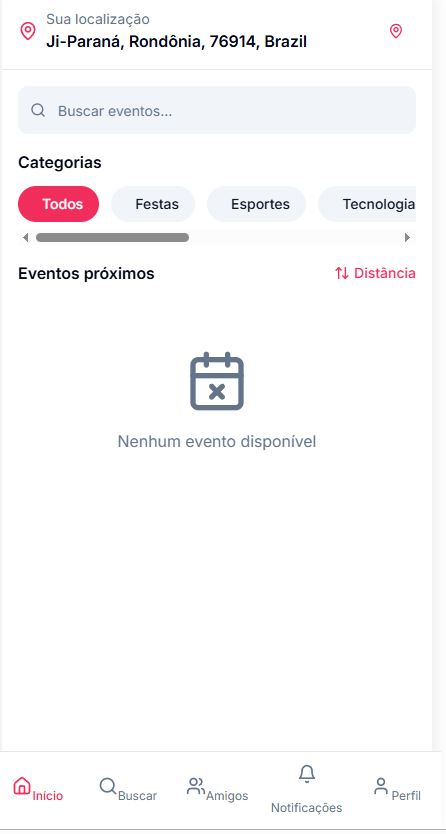 Sua localização
Ji-Paraná, Rondônia, 76914, Brazil
Buscar eventos...
Categorias
Todos Festas Esportes Tecnologia
Eventos próximos Distância
Nenhum evento disponível
Início Buscar Amigos Notificações Perfil